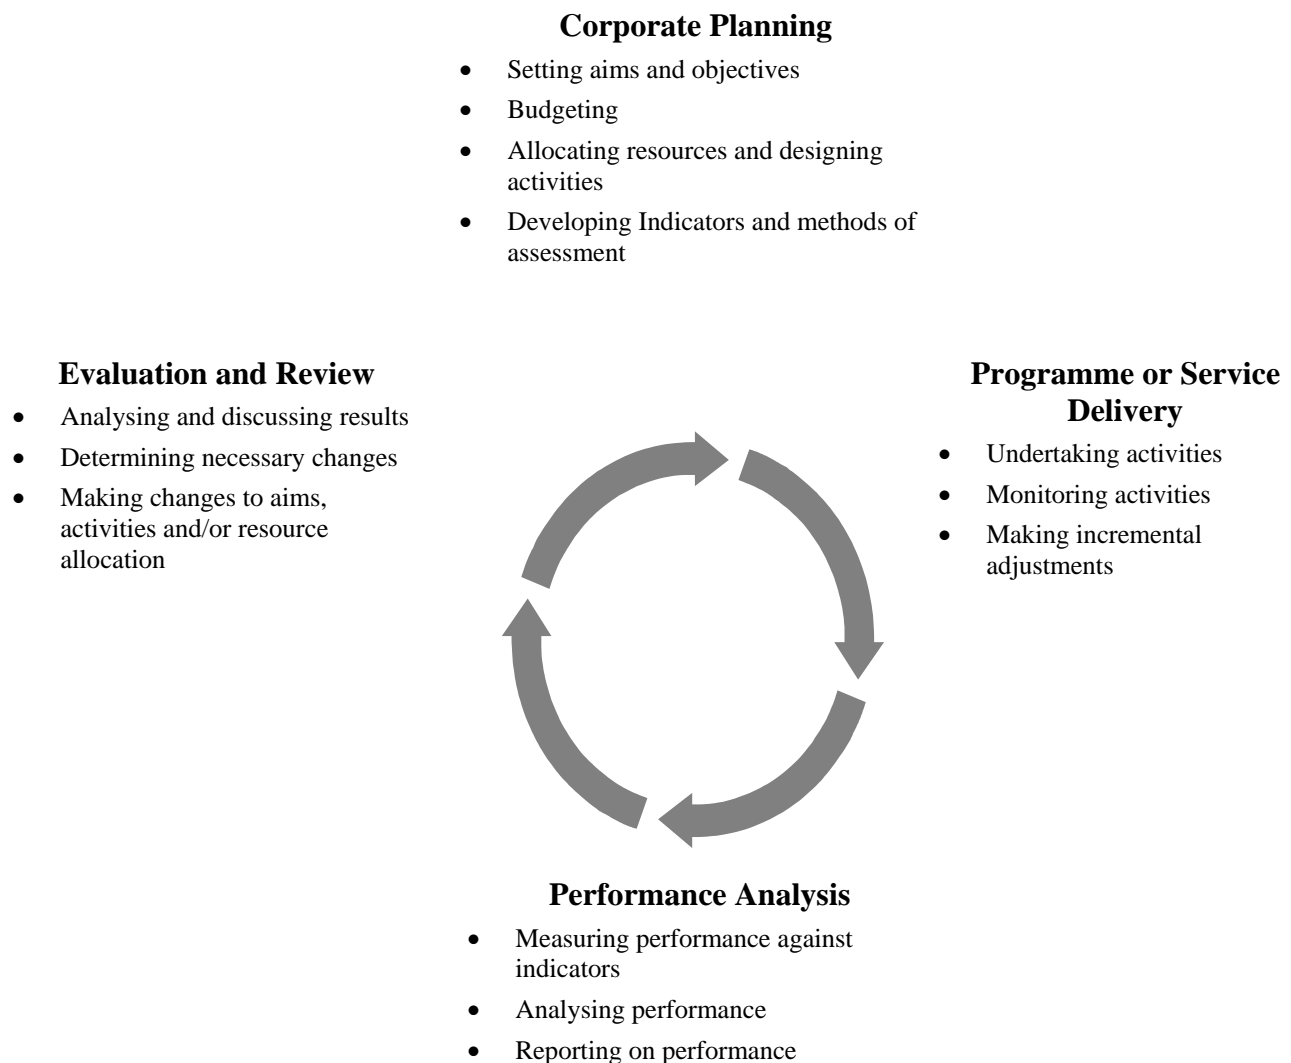 Corporate Planning
• Setting aims and objectives
• Budgeting
• Allocating resources and designing
activities
• Developing Indicators and methods of
assessment
Evaluation and Review
• Analysing and discussing results
• Determining necessary changes
• Making changes to aims,
activities and/or resource
allocation
Programme or Service
Delivery
• Undertaking activities
• Monitoring activities
• Making incremental
adjustments
Performance Analysis
• Measuring performance against
indicators
• Analysing performance
• Reporting on performance